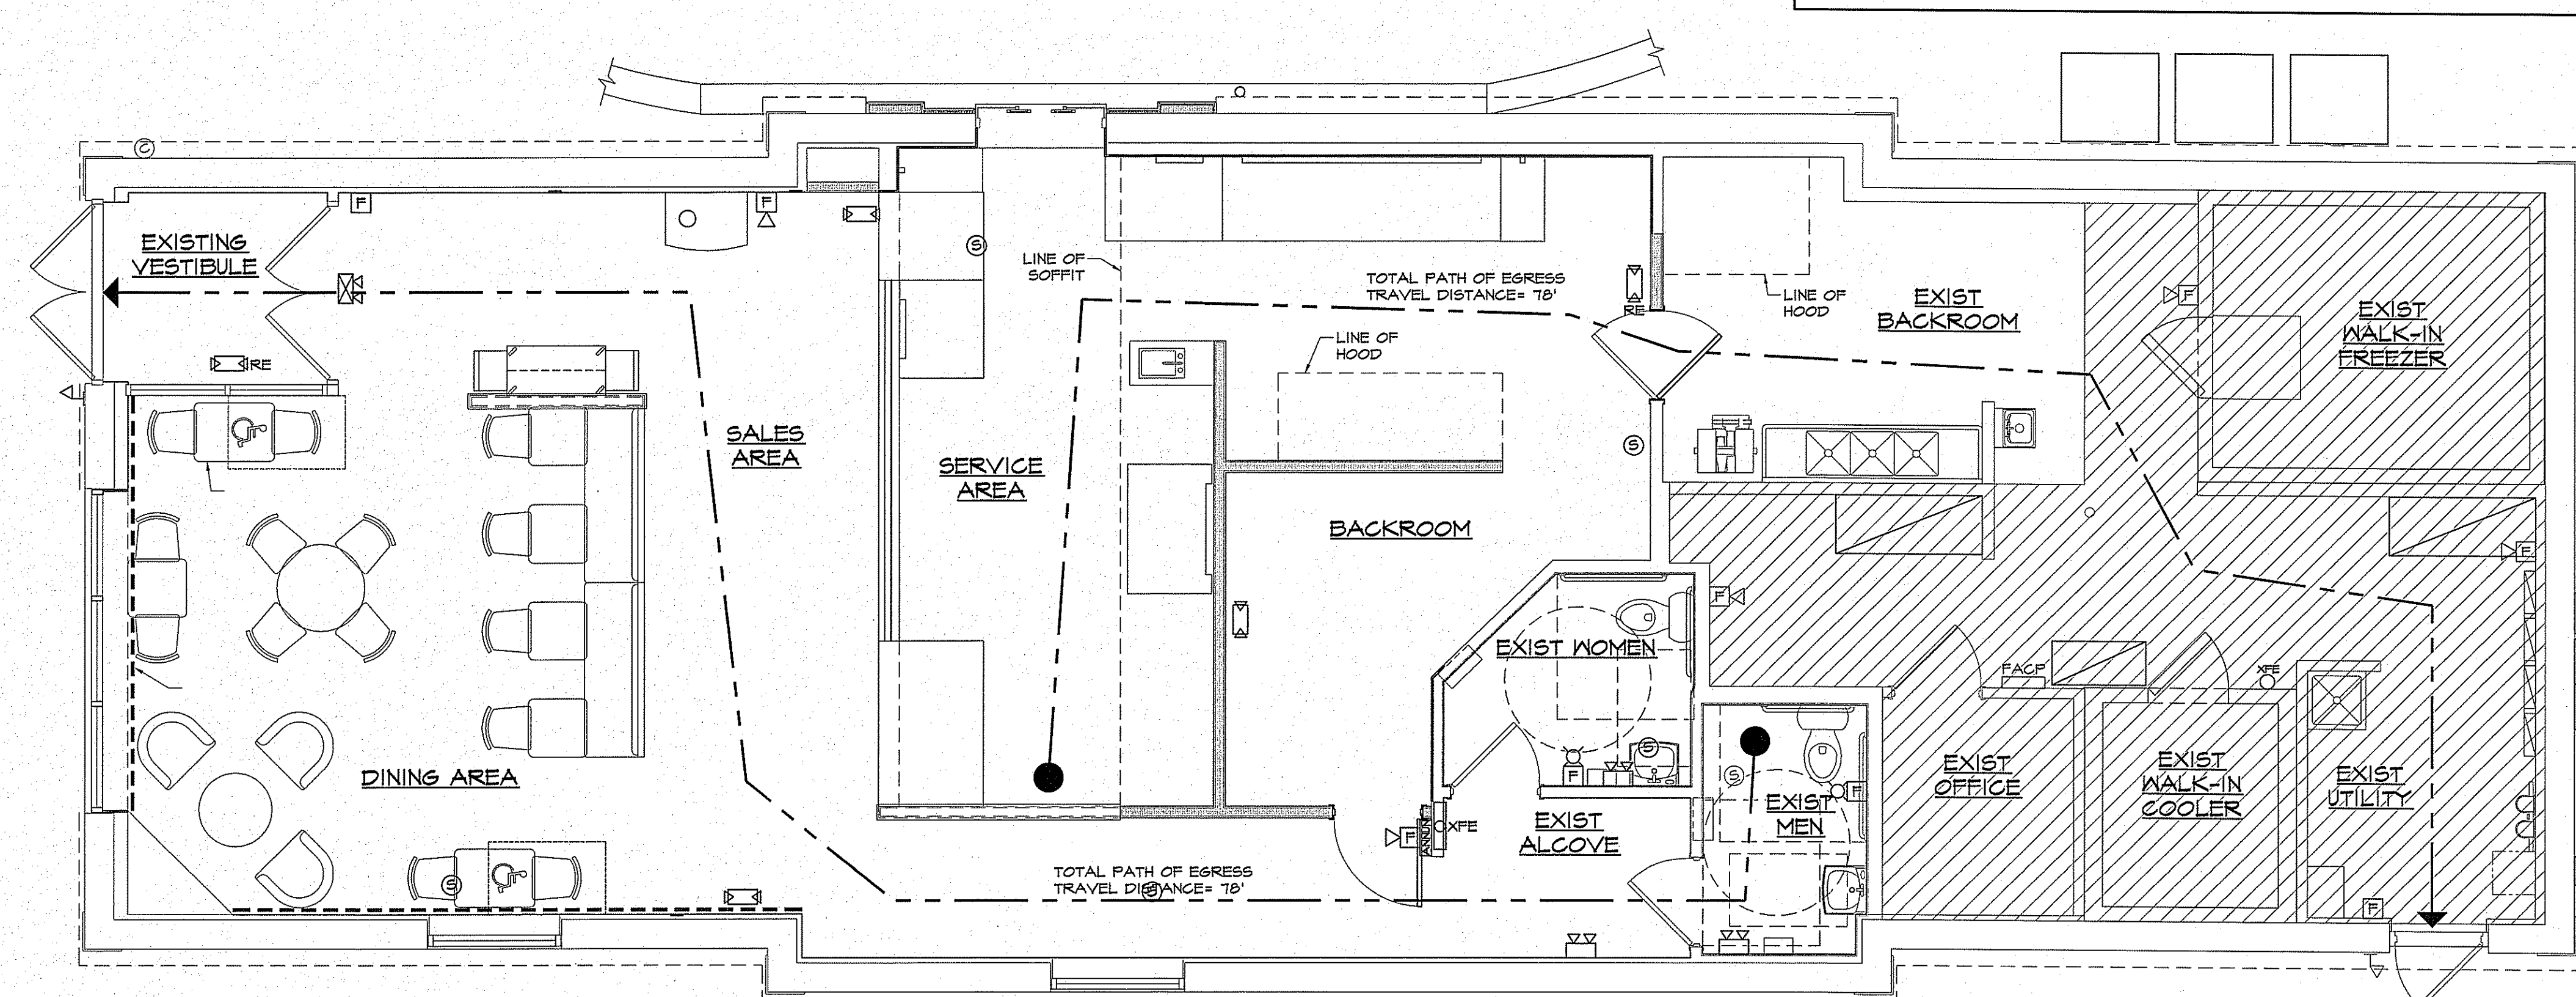 C
F
F
EXISTING
VESTIBULE
RE
S
LINE OF
SOFFIT
TOTAL PATH OF EGRESS
TRAVEL DISTANCE= 78'
RE
LINE OF
HOOD
LINE OF
HOOD
EXIST
BACKROOM
F
EXIST
WALK-IN
FREEZER
SALES
AREA
SERVICE
AREA
S
BACKROOM
F
F
EXIST WOMEN
FACP
XFE
DINING AREA
S
F
S
EXIST
MEN
F
EXIST
OFFICE
EXIST
WALK-IN
COOLER
EXIST
UTILITY
F
ANNUN
XFE
EXIST
ALCOVE
TOTAL PATH OF EGRESS
TRAVEL DISTANCE= 78'
S
S
F